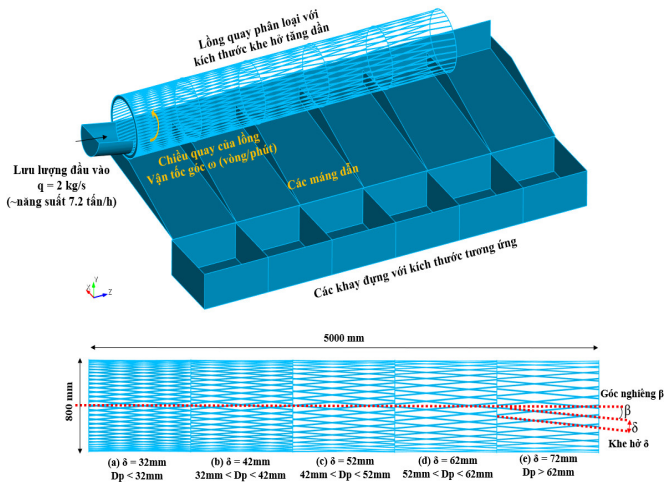 Lồng quay phân loại với
kích thước khe hở tăng dần
Chiều quay của lồng
Vận tốc góc ω (vòng/phút)
Lưu lượng đầu vào
q = 2 kg/s
(~năng suất 7.2 tấn/h)
Các máng dẫn
Các khay đựng với kích thước tương ứng
Y
X
Z
5000 mm
800 mm
Góc nghiêng β
β
δ
Khe hở δ
(a) δ = 32mm
Dp < 32mm
(b) δ = 42mm
32mm < Dp < 42mm
(c) δ = 52mm
42mm < Dp < 52mm
(d) δ = 62mm
52mm < Dp < 62mm
(e) δ = 72mm
Dp > 62mm